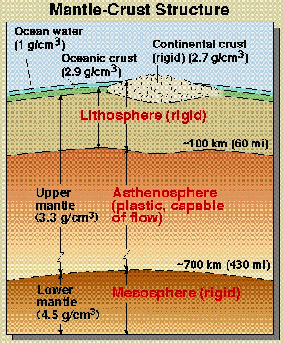 Mantle-Crust Structure
Ocean water
(1 g/cm3)
Oceanic crust
(2.9 g/cm3)
Continental crust
(rigid) (2.7 g/cm3)
Lithosphere (rigid)
~100 km (60 mi)
Upper
mantle
(3.3 g/cm3)
Asthenosphere
(plastic, capable
of flow)
~700 km (430 mi)
Lower
mantle
(4.5 g/cm3)
Mesosphere (rigid)